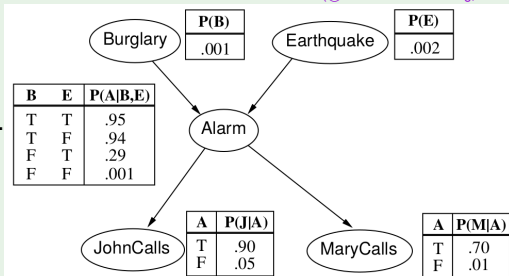 P(B)
.001
Burglary
P(E)
.002
Earthquake
B E P(A|B,E)
T T .95
T F .94
F T .29
F F .001
Alarm
A P(J|A)
T .90
F .05
JohnCalls
A P(M|A)
T .70
F .01
MaryCalls